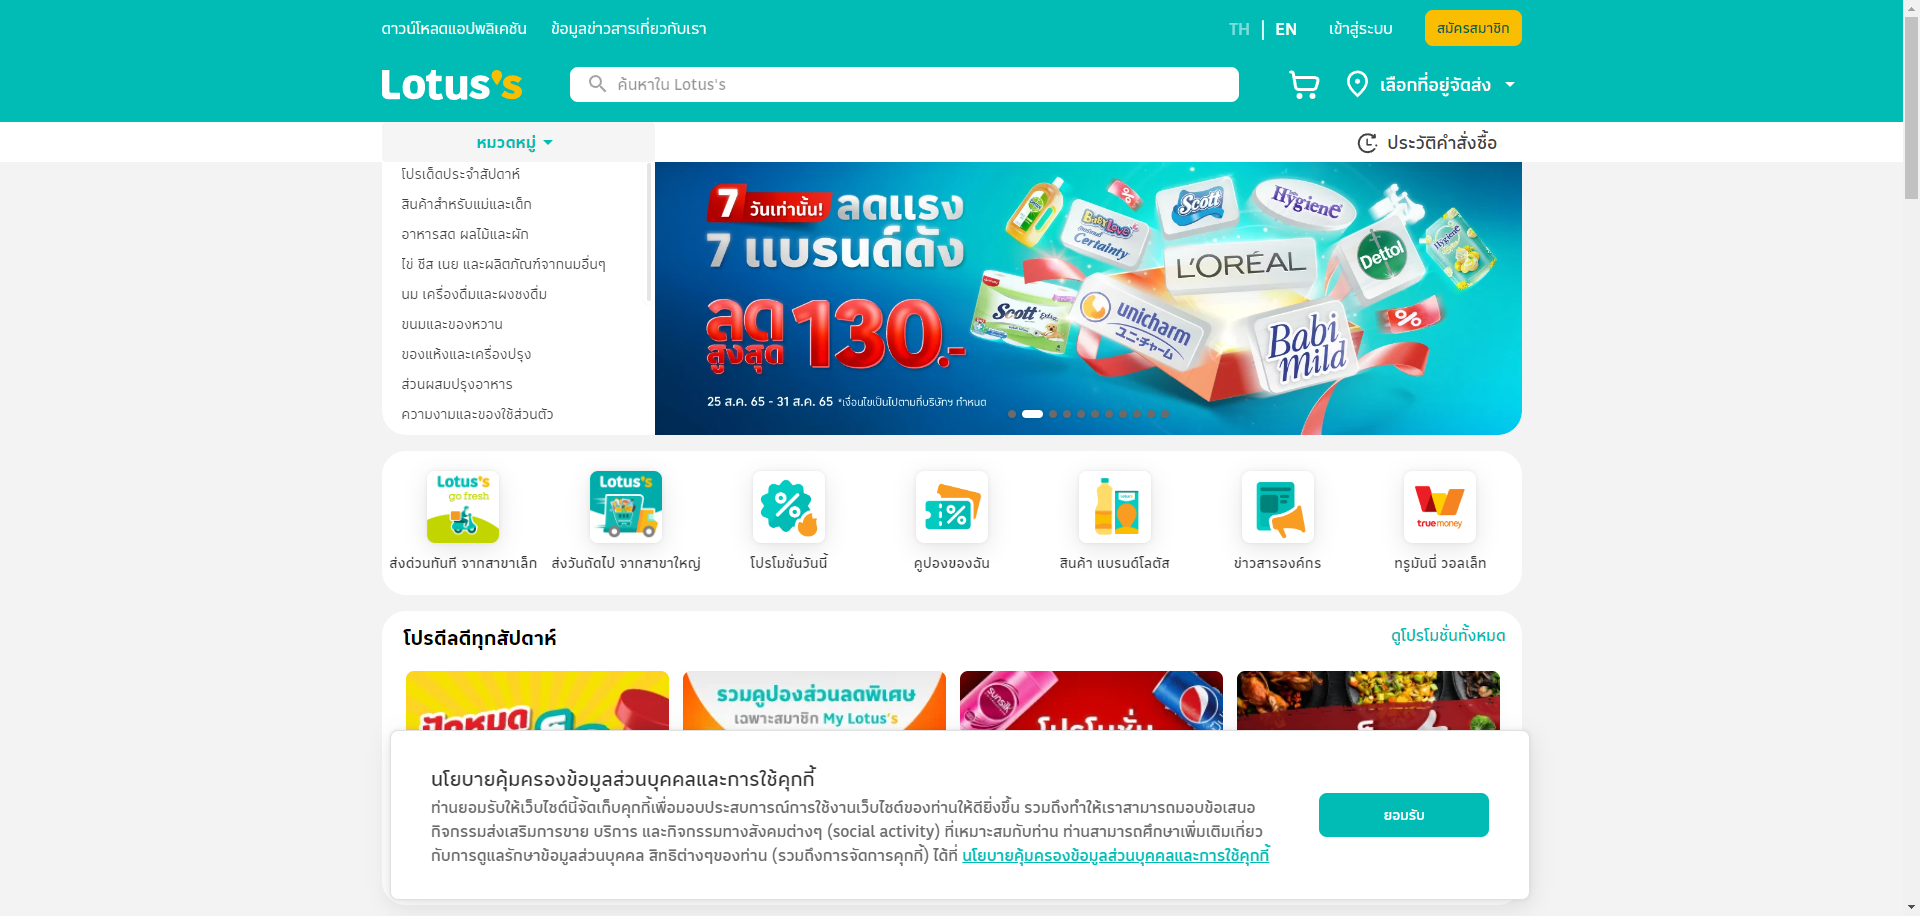 ดาวน์โหลดแอปพลิเคชัน ข้อมูลข่าวสารเกี่ยวกับเรา
TH | EN เข้าสู่ระบบ สมัครสมาชิก
Lotus's
ค้นหาใน Lotus's
เลือกที่อยู่จัดส่ง
หมวดหมู่
ประวัติคำสั่งซื้อ
โปรเด็ดประจำสัปดาห์
สินค้าสำหรับแม่และเด็ก
อาหารสด ผลไม้และผัก
ไข่ ชีส เนย และผลิตภัณฑ์จากนมอื่นๆ
นม เครื่องดื่มและผงชงดื่ม
ขนมและของหวาน
ของแห้งและเครื่องปรุง
ส่วนผสมปรุงอาหาร
ความงามและของใช้ส่วนตัว
7 วันเท่านั้น! ลดแรง
7 แบรนด์ดัง
ลดสูงสุด 130.-
25 ส.ค. 65 - 31 ส.ค. 65 *เงื่อนไขเป็นไปตามที่บริษัทฯ กำหนด
BabyLove
Certainty
%
Scott
Hygiene
L'ORÉAL
Dettol
Hygiene
Scott Extra
unicharm
ユニ・チャーム
Babi Mild
%
Lotus's
go fresh
Lotus's
%
%
true money
ส่งด่วนทันที จากสาขาเล็ก
ส่งวันถัดไป จากสาขาใหญ่
โปรโมชั่นวันนี้
คูปองของฉัน
สินค้า แบรนด์โลตัส
ข่าวสารองค์กร
ทรูมันนี่ วอลเล็ท
โปรดีลดีทุกสัปดาห์
ดูโปรโมชั่นทั้งหมด
รวมคูปองส่วนลดพิเศษ
เฉพาะสมาชิก My Lotus's
sunsilk
โปรโมชั่น
นโยบายคุ้มครองข้อมูลส่วนบุคคลและการใช้คุกกี้
ท่านยอมรับให้เว็บไซต์นี้จัดเก็บคุกกี้เพื่อมอบประสบการณ์การใช้งานเว็บไซต์ของท่านให้ดียิ่งขึ้น รวมถึงทำให้เราสามารถมอบข้อเสนอ
กิจกรรมส่งเสริมการขาย บริการ และกิจกรรมทางสังคมต่างๆ (social activity) ที่เหมาะสมกับท่าน ท่านสามารถศึกษาเพิ่มเติมเกี่ยว
กับการดูแลรักษาข้อมูลส่วนบุคคล สิทธิต่างๆของท่าน (รวมถึงการจัดการคุกกี้) ได้ที่ นโยบายคุ้มครองข้อมูลส่วนบุคคลและการใช้คุกกี้
ยอมรับ